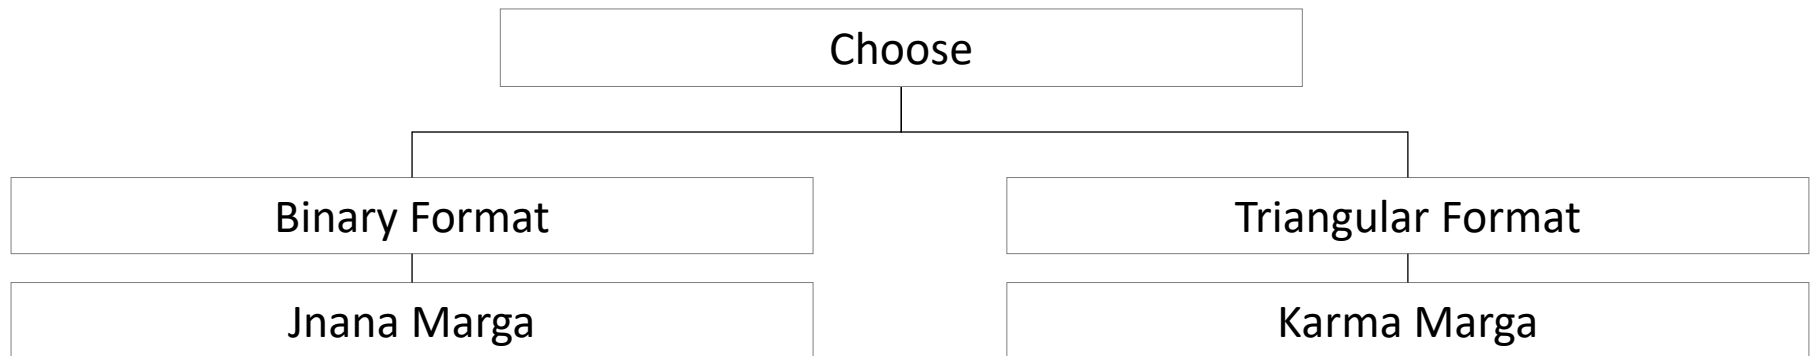 Choose
Binary Format
Triangular Format
Jnana Marga
Karma Marga